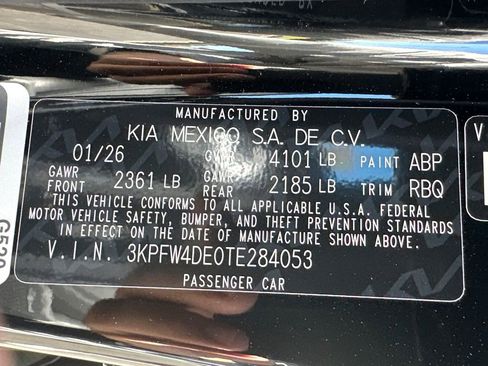 MANUFACTURED BY
KIA MEXICO S.A. DE C.V.
01/26 GVWR 4101 LB PAINT ABP
GAWR FRONT 2361 LB GAWR REAR 2185 LB TRIM RBQ
THIS VEHICLE CONFORMS TO ALL APPLICABLE U.S.A. FEDERAL
MOTOR VEHICLE SAFETY, BUMPER, AND THEFT PREVENTION STANDARDS
IN EFFECT ON THE DATE OF MANUFACTURE SHOWN ABOVE.
V.I.N. 3KPFW4DE0TE284053
PASSENGER CAR